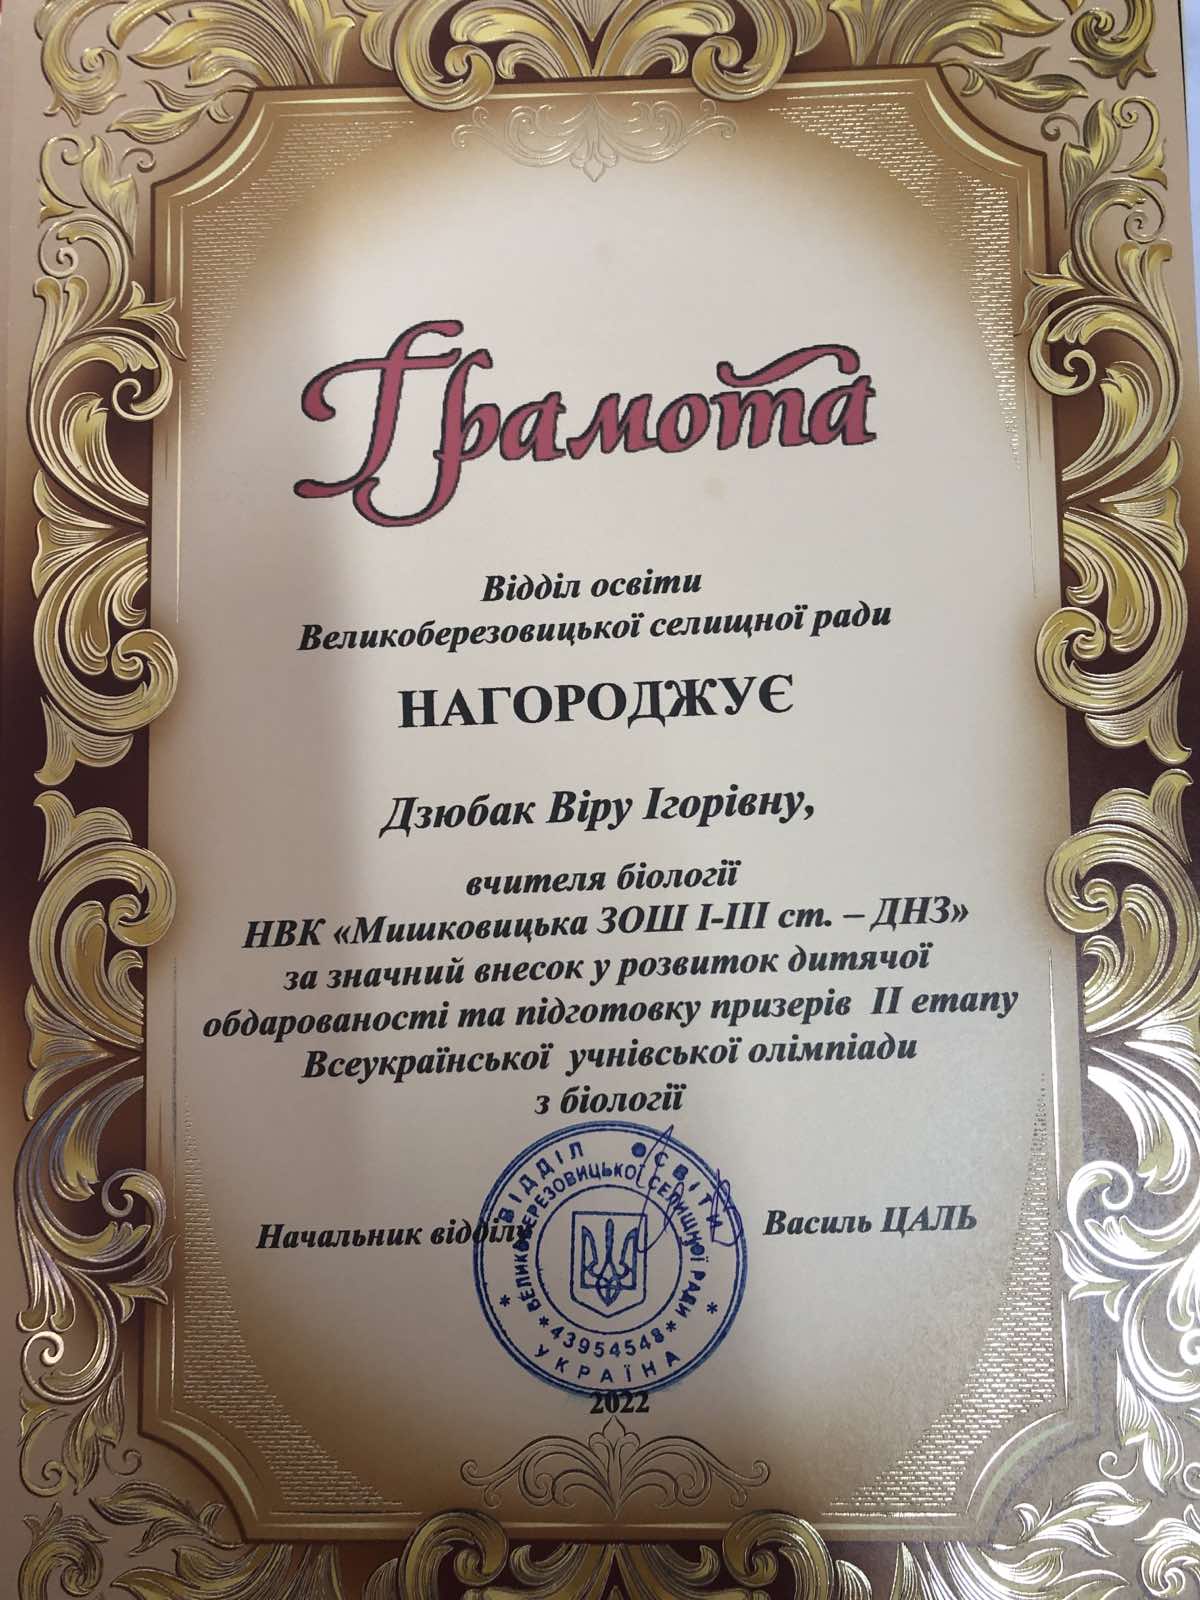 Грамота
Відділ освіти
Великоберезовицької селищної ради
НАГОРОДЖУЄ
Дзюбак Віру Ігорівну,
вчителя біології
НВК «Мишковицька ЗОШ І-ІІІ ст. – ДНЗ»
за значний внесок у розвиток дитячої
обдарованості та підготовку призерів ІІ етапу
Всеукраїнської учнівської олімпіади
з біології
ВІДДІЛ ОСВІТИ
ВЕЛИКОБЕРЕЗОВИЦЬКОЇ СЕЛИЩНОЇ РАДИ
Начальник відділу Василь ЦАЛЬ
* 43954548 *
* УКРАЇНА *
2022